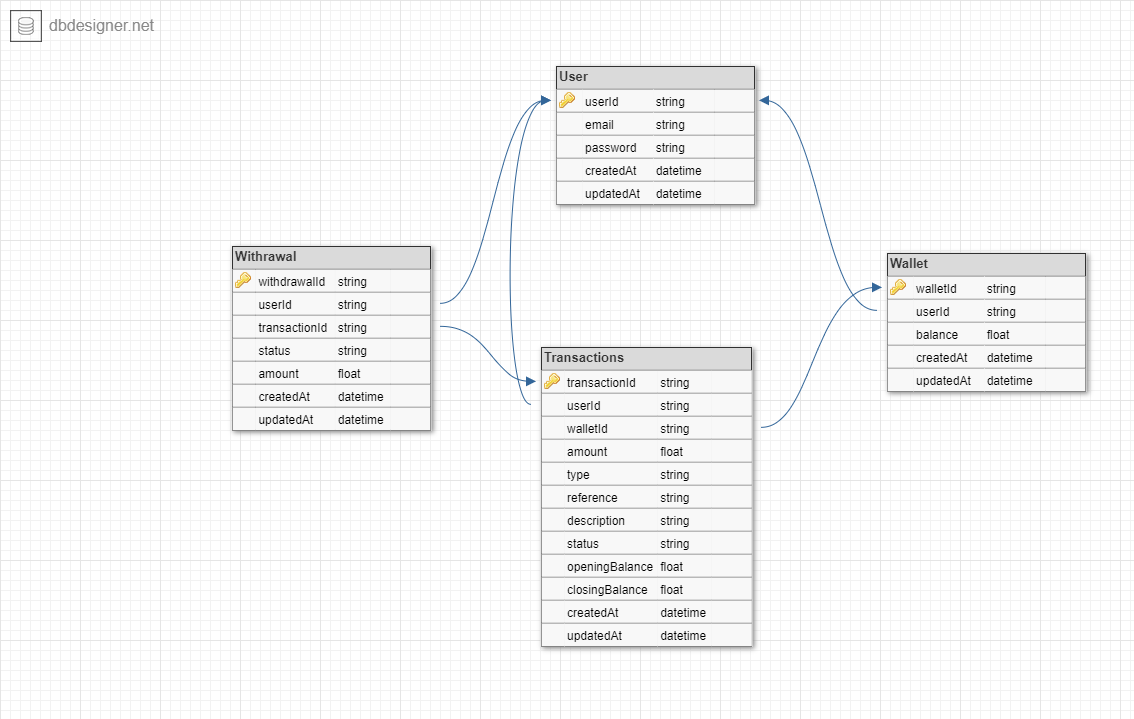 dbdesigner.net
User
userId string
email string
password string
createdAt datetime
updatedAt datetime
Withrawal
withdrawalId string
userId string
transactionId string
status string
amount float
createdAt datetime
updatedAt datetime
Wallet
walletId string
userId string
balance float
createdAt datetime
updatedAt datetime
Transactions
transactionId string
userId string
walletId string
amount float
type string
reference string
description string
status string
openingBalance float
closingBalance float
createdAt datetime
updatedAt datetime